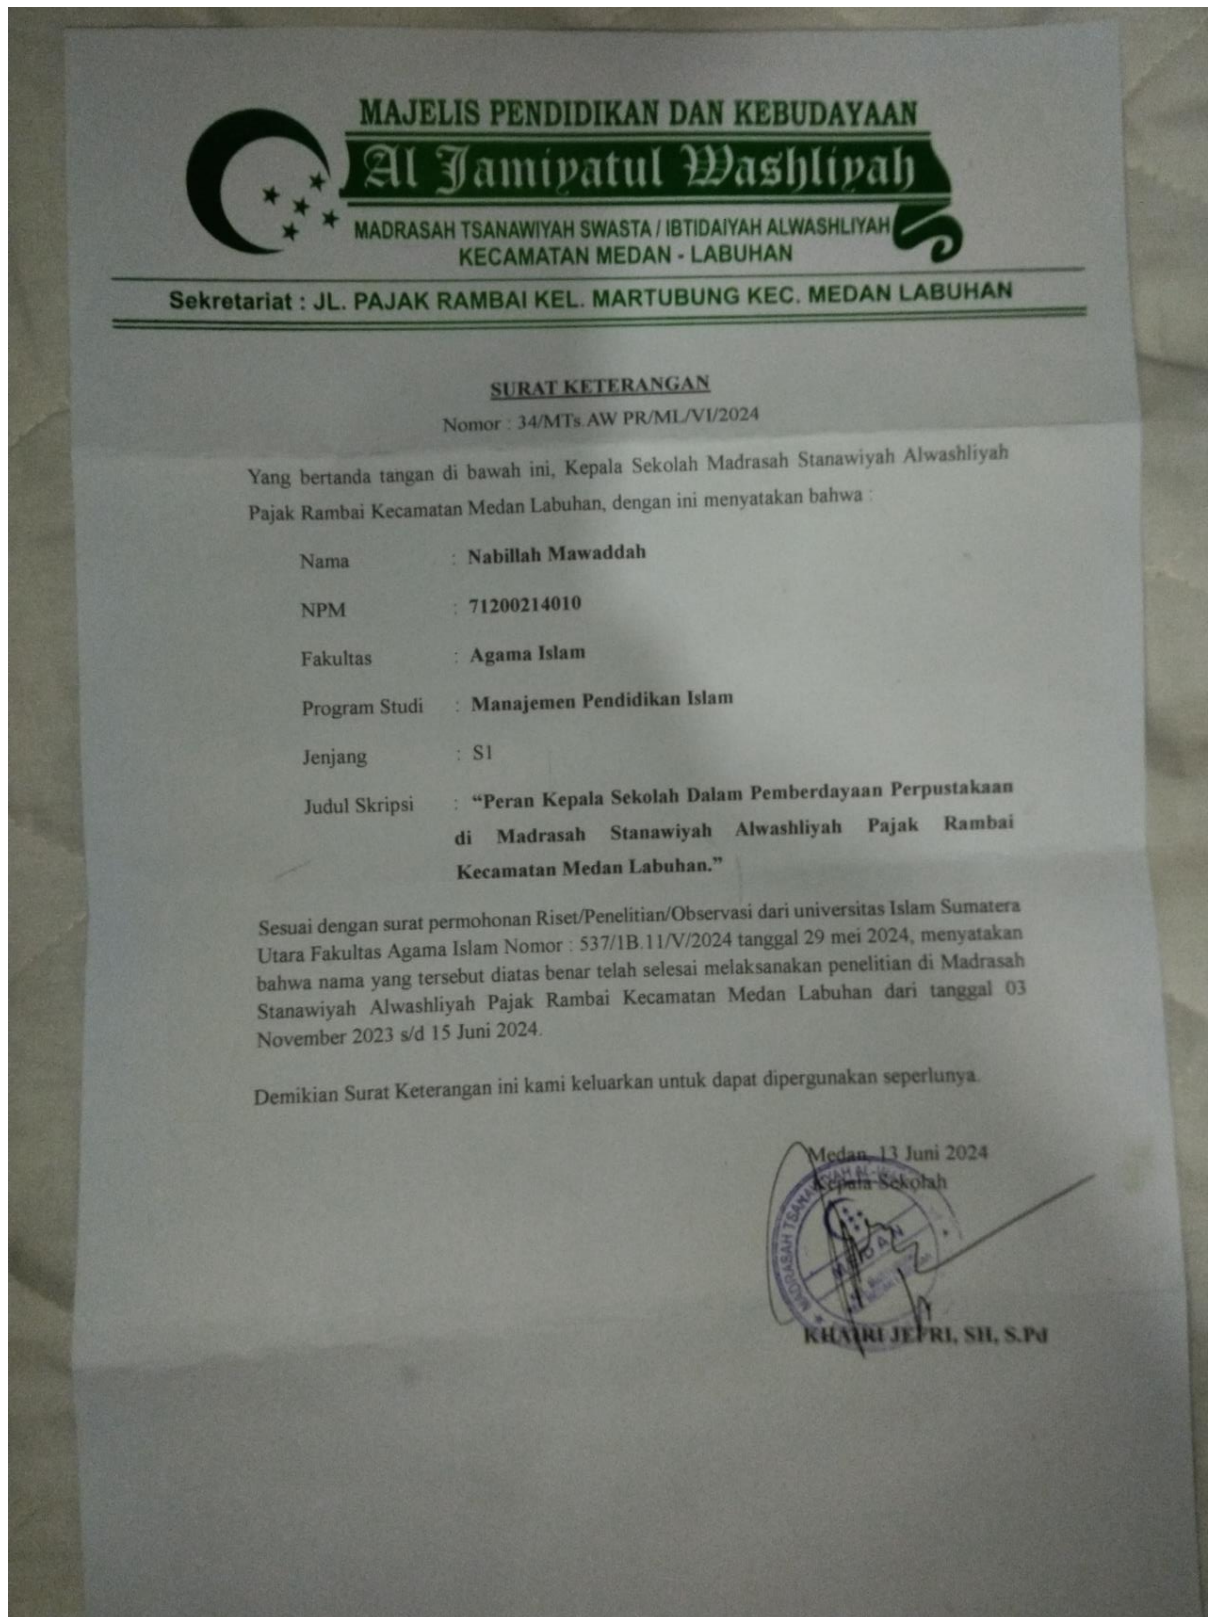 MAJELIS PENDIDIKAN DAN KEBUDAYAAN
Al Jamiyatul Washliyah
MADRASAH TSANAWIYAH SWASTA / IBTIDAIYAH ALWASHLIYAH
KECAMATAN MEDAN - LABUHAN
Sekretariat : JL. PAJAK RAMBAI KEL. MARTUBUNG KEC. MEDAN LABUHAN
SURAT KETERANGAN
Nomor : 34/MTs.AW PR/ML/VI/2024
Yang bertanda tangan di bawah ini, Kepala Sekolah Madrasah Stanawiyah Alwashliyah
Pajak Rambai Kecamatan Medan Labuhan, dengan ini menyatakan bahwa :
Nama : Nabillah Mawaddah
NPM : 71200214010
Fakultas : Agama Islam
Program Studi : Manajemen Pendidikan Islam
Jenjang : S1
Judul Skripsi : “Peran Kepala Sekolah Dalam Pemberdayaan Perpustakaan
di Madrasah Stanawiyah Alwashliyah Pajak Rambai
Kecamatan Medan Labuhan.”
Sesuai dengan surat permohonan Riset/Penelitian/Observasi dari universitas Islam Sumatera
Utara Fakultas Agama Islam Nomor : 537/1B.11/V/2024 tanggal 29 mei 2024, menyatakan
bahwa nama yang tersebut diatas benar telah selesai melaksanakan penelitian di Madrasah
Stanawiyah Alwashliyah Pajak Rambai Kecamatan Medan Labuhan dari tanggal 03
November 2023 s/d 15 Juni 2024.
Demikian Surat Keterangan ini kami keluarkan untuk dapat dipergunakan seperlunya.
Medan, 13 Juni 2024
Kepala Sekolah
MADRASAH TSANAWIYAH AL-WA
MEDAN
KHAIRI JEFRI, SH, S.Pd